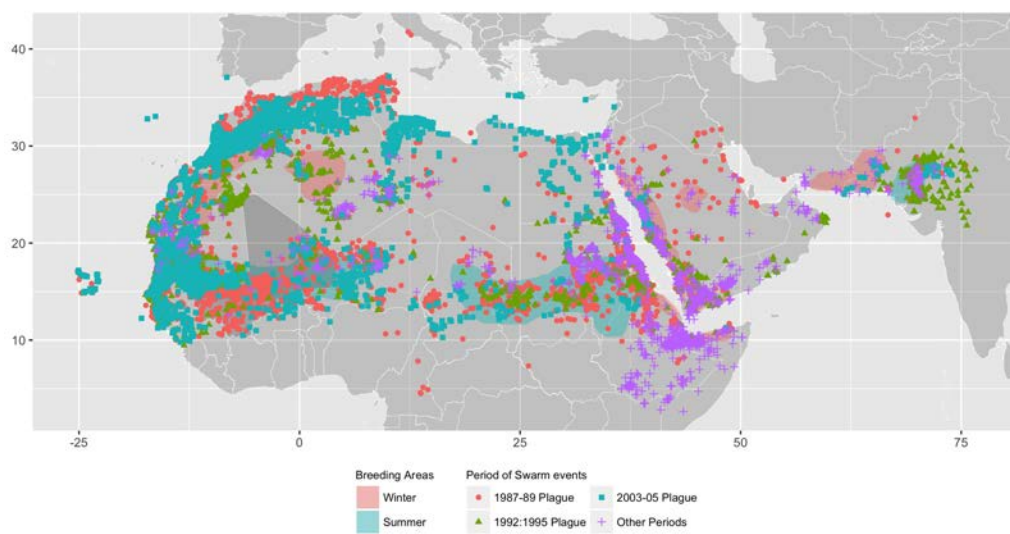 40
30
20
10
-25 0 25 50 75
Breeding Areas Period of Swarm events
Winter 1987-89 Plague 2003-05 Plague
Summer 1992:1995 Plague Other Periods